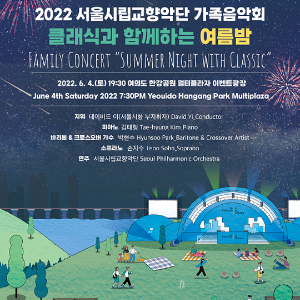 2022 서울시립교향악단 가족음악회
클래식과 함께하는 여름밤
FAMILY CONCERT "SUMMER NIGHT WITH CLASSIC"
2022. 6. 4.(토) 19:30 여의도 한강공원 멀티플라자 이벤트광장
June 4th Saturday 2022 7:30PM Yeouido Hangang Park Multiplaza
지휘 데이비드 이(서울시향 부지휘자) David Yi, Conductor
피아노 김태형 Tae-hyung Kim, Piano
바리톤 & 크로스오버 가수 박현수 Hyunsoo Park, Baritone & Crossover Artist
소프라노 손지수 Jisoo Sohn, Soprano
연주 서울시립교향악단 Seoul Philharmonic Orchestra